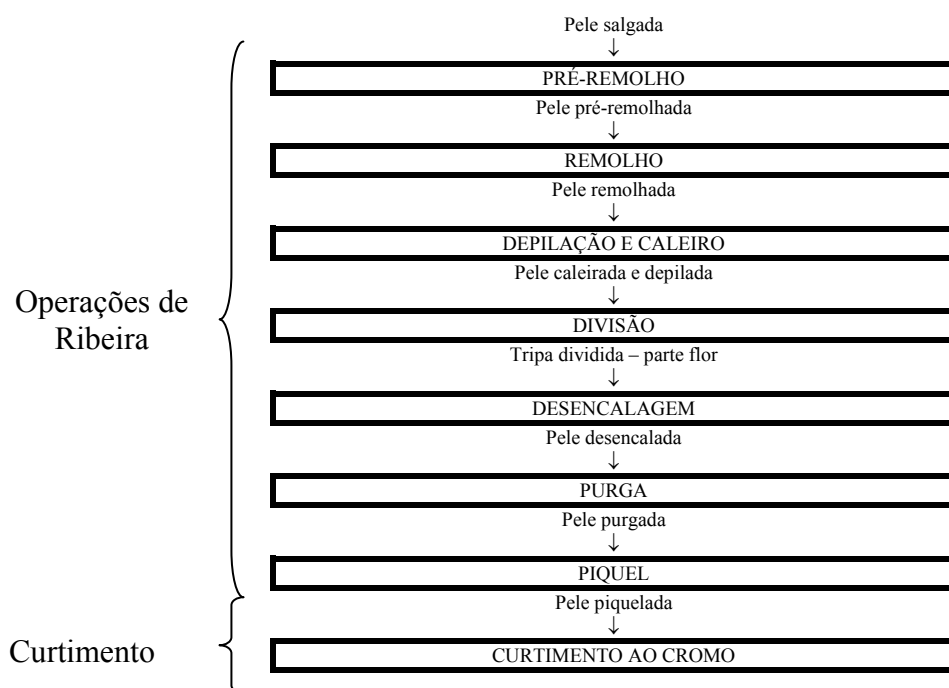 Pele salgada
↓
PRÉ-REMOLHO
Pele pré-remolhada
↓
REMOLHO
Pele remolhada
↓
DEPILAÇÃO E CALEIRO
Pele caleirada e depilada
↓
Operações de
Ribeira
DIVISÃO
Tripa dividida – parte flor
↓
DESENCALAGEM
Pele desencalada
↓
PURGA
Pele purgada
↓
PIQUEL
Pele piquelada
↓
Curtimento
CURTIMENTO AO CROMO